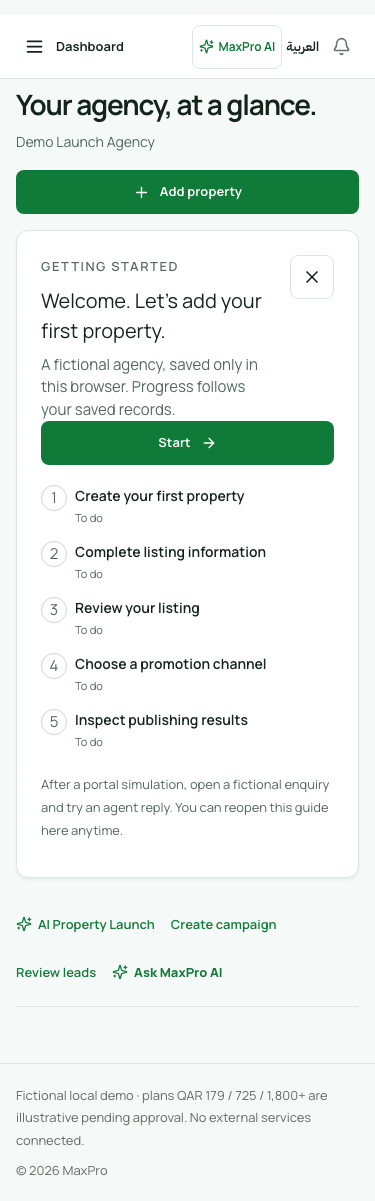 Dashboard
MaxPro AI
العربية
Your agency, at a glance.
Demo Launch Agency
Add property
GETTING STARTED
Welcome. Let's add your
first property.
A fictional agency, saved only in
this browser. Progress follows
your saved records.
Start
1 Create your first property
To do
2 Complete listing information
To do
3 Review your listing
To do
4 Choose a promotion channel
To do
5 Inspect publishing results
To do
After a portal simulation, open a fictional enquiry
and try an agent reply. You can reopen this guide
here anytime.
AI Property Launch Create campaign
Review leads Ask MaxPro AI
Fictional local demo · plans QAR 179 / 725 / 1,800+ are
illustrative pending approval. No external services
connected.
© 2026 MaxPro